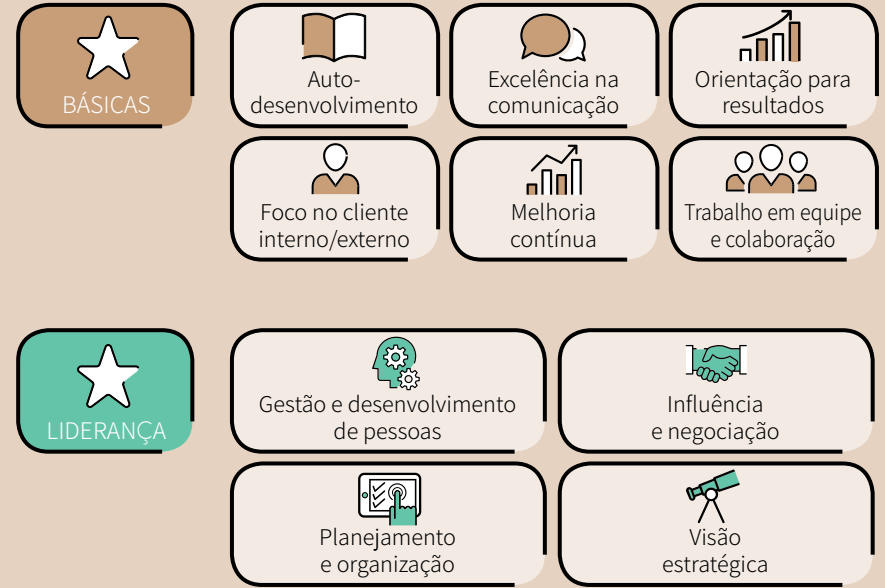 BÁSICAS
Auto-
desenvolvimento
Excelência na
comunicação
Orientação para
resultados
Foco no cliente
interno/externo
Melhoria
contínua
Trabalho em equipe
e colaboração
LIDERANÇA
Gestão e desenvolvimento
de pessoas
Influência
e negociação
Planejamento
e organização
Visão
estratégica